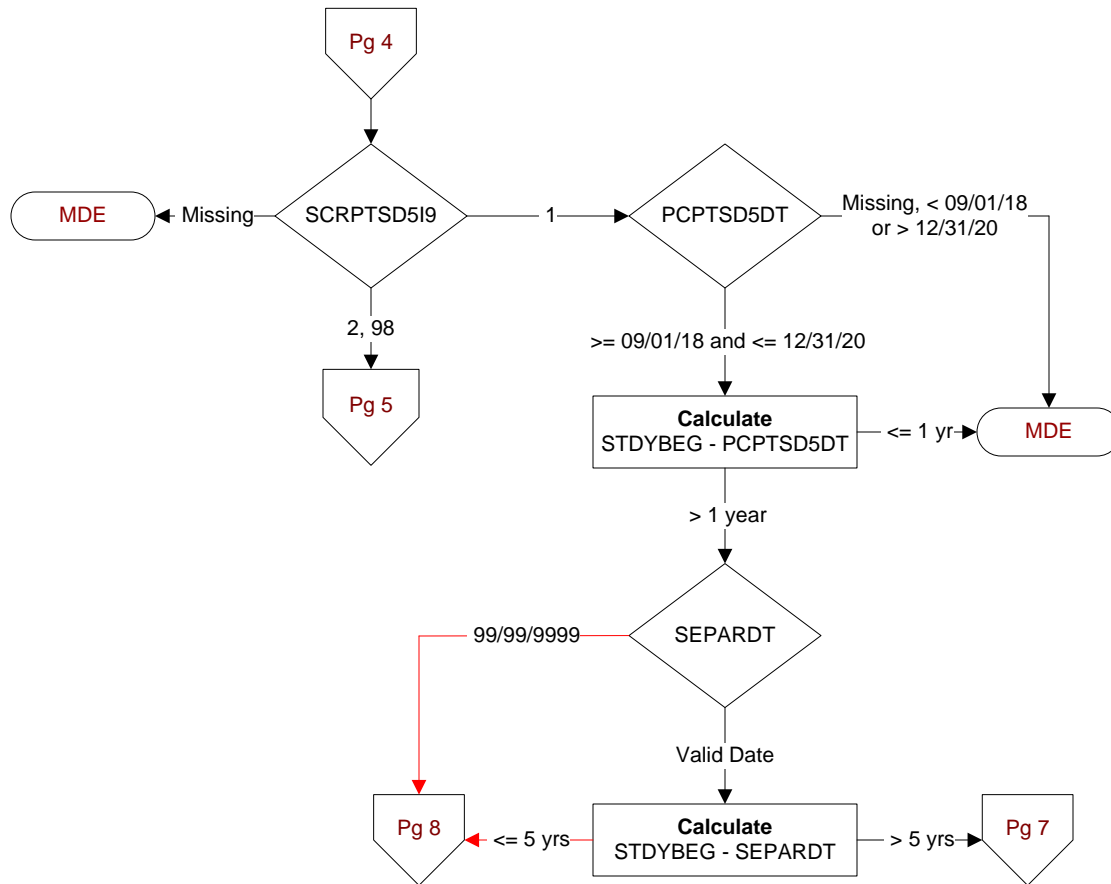 Pg 4
MDE
Missing
SCRPTSD5I9
1
PCPTSD5DT
Missing, < 09/01/18
or > 12/31/20
2, 98
>= 09/01/18 and <= 12/31/20
Pg 5
Calculate
STDYBEG - PCPTSD5DT
<= 1 yr
MDE
> 1 year
99/99/9999
SEPARDT
Valid Date
Pg 8
<= 5 yrs
Calculate
STDYBEG - SEPARDT
> 5 yrs
Pg 7